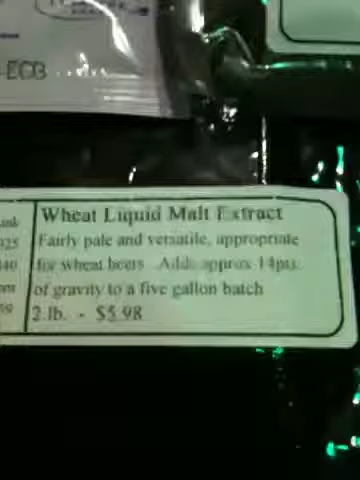 -ECB
Wheat Liquid Malt Extract
Fairly pale and versatile, appropriate
for wheat beers. Adds approx 14pts.
of gravity to a five gallon batch
2 lb. - $5.98